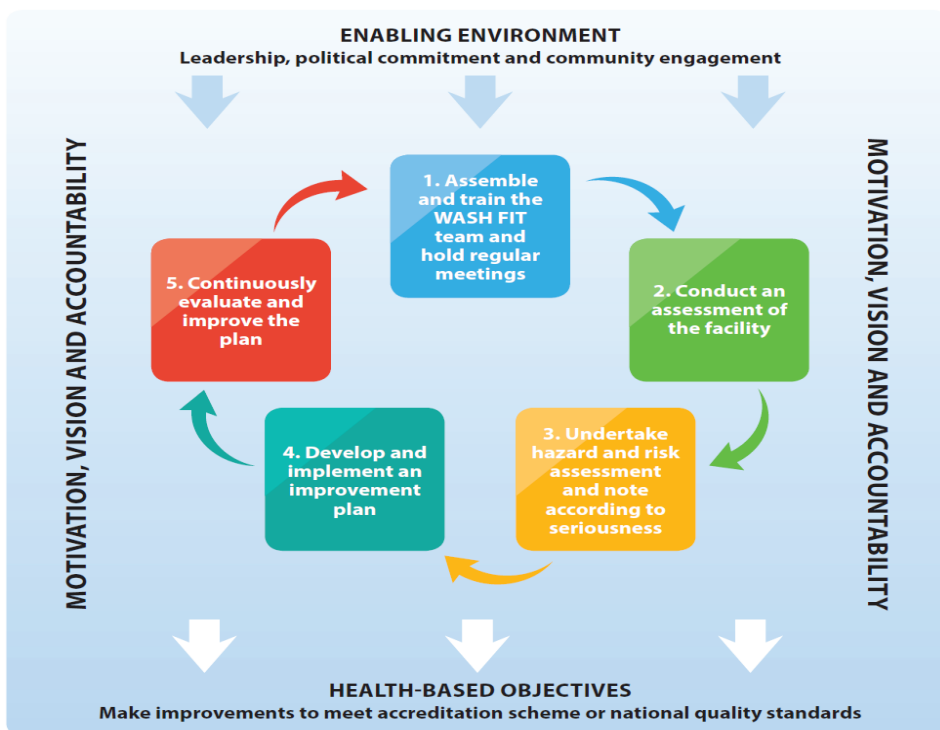 ENABLING ENVIRONMENT
Leadership, political commitment and community engagement
MOTIVATION, VISION AND ACCOUNTABILITY
MOTIVATION, VISION AND ACCOUNTABILITY
1. Assemble
and train the
WASH FIT
team and
hold regular
meetings
2. Conduct an
assessment of
the facility
3. Undertake
hazard and risk
assessment
and note
according to
seriousness
4. Develop and
implement an
improvement
plan
5. Continuously
evaluate and
improve the
plan
HEALTH-BASED OBJECTIVES
Make improvements to meet accreditation scheme or national quality standards